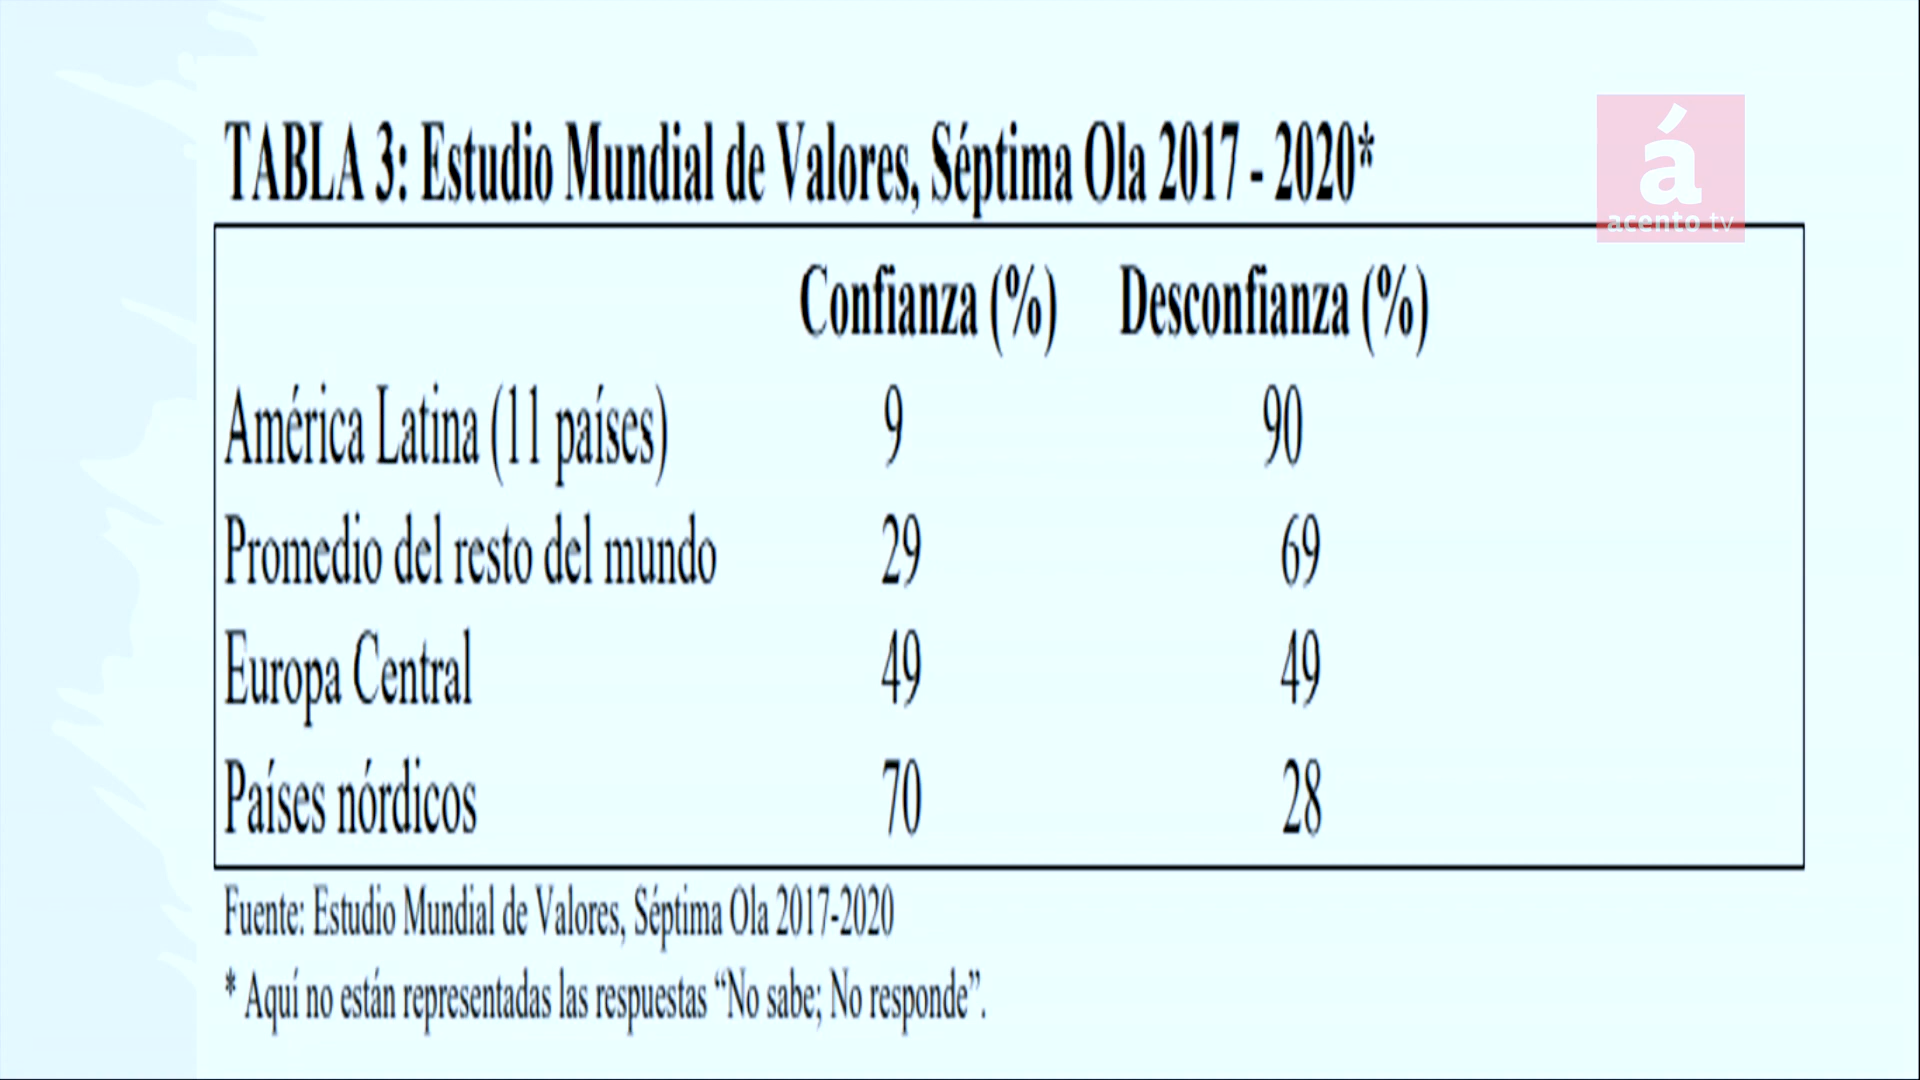 TABLA 3: Estudio Mundial de Valores, Séptima Ola 2017 - 2020*
á
acento tv
Confianza (%) Desconfianza (%)
América Latina (11 países) 9 90
Promedio del resto del mundo 29 69
Europa Central 49 49
Países nórdicos 70 28
Fuente: Estudio Mundial de Valores, Séptima Ola 2017-2020
* Aquí no están representadas las respuestas “No sabe; No responde”.